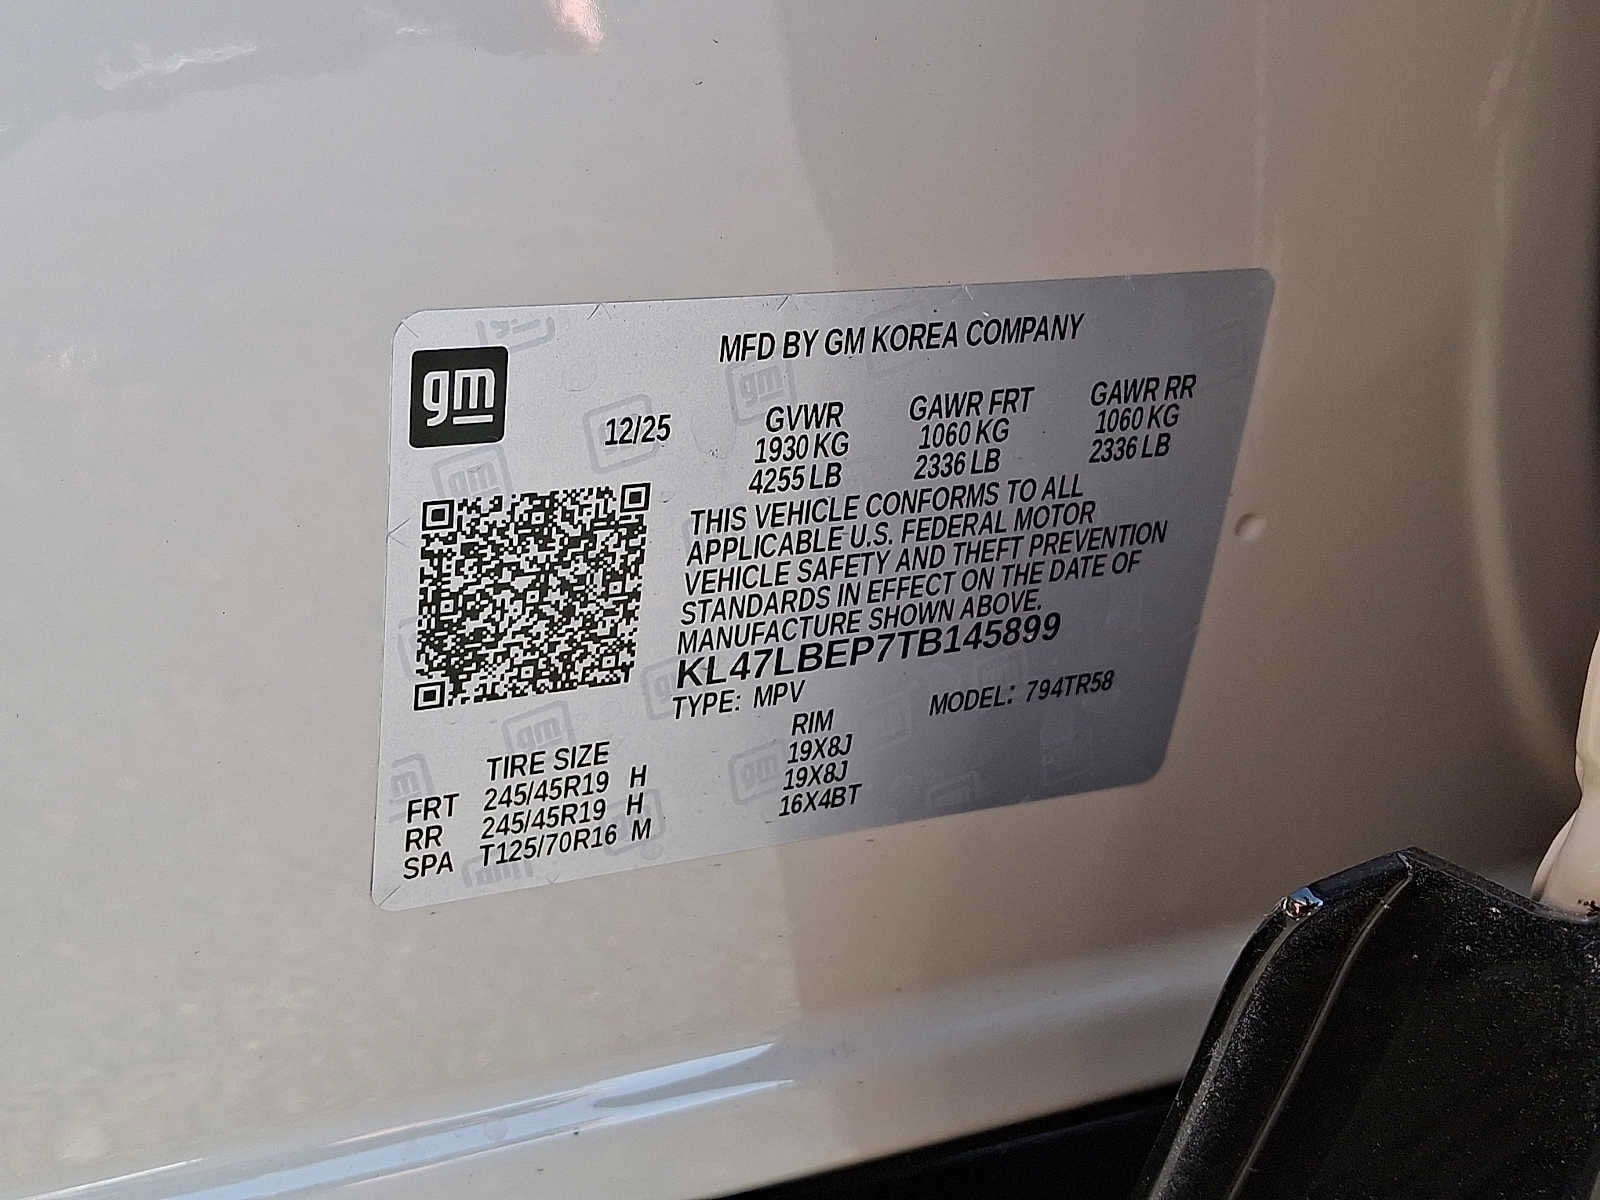 MFD BY GM KOREA COMPANY
gm
12/25
GVWR GAWR FRT GAWR RR
1930 KG 1060 KG 1060 KG
4255 LB 2336 LB 2336 LB
THIS VEHICLE CONFORMS TO ALL
APPLICABLE U.S. FEDERAL MOTOR
VEHICLE SAFETY AND THEFT PREVENTION
STANDARDS IN EFFECT ON THE DATE OF
MANUFACTURE SHOWN ABOVE.
KL47LBEP7TB145899
TYPE: MPV MODEL: 794TR58
TIRE SIZE RIM
FRT 245/45R19 H 19X8J
RR 245/45R19 H 19X8J
SPA T125/70R16 M 16X4BT